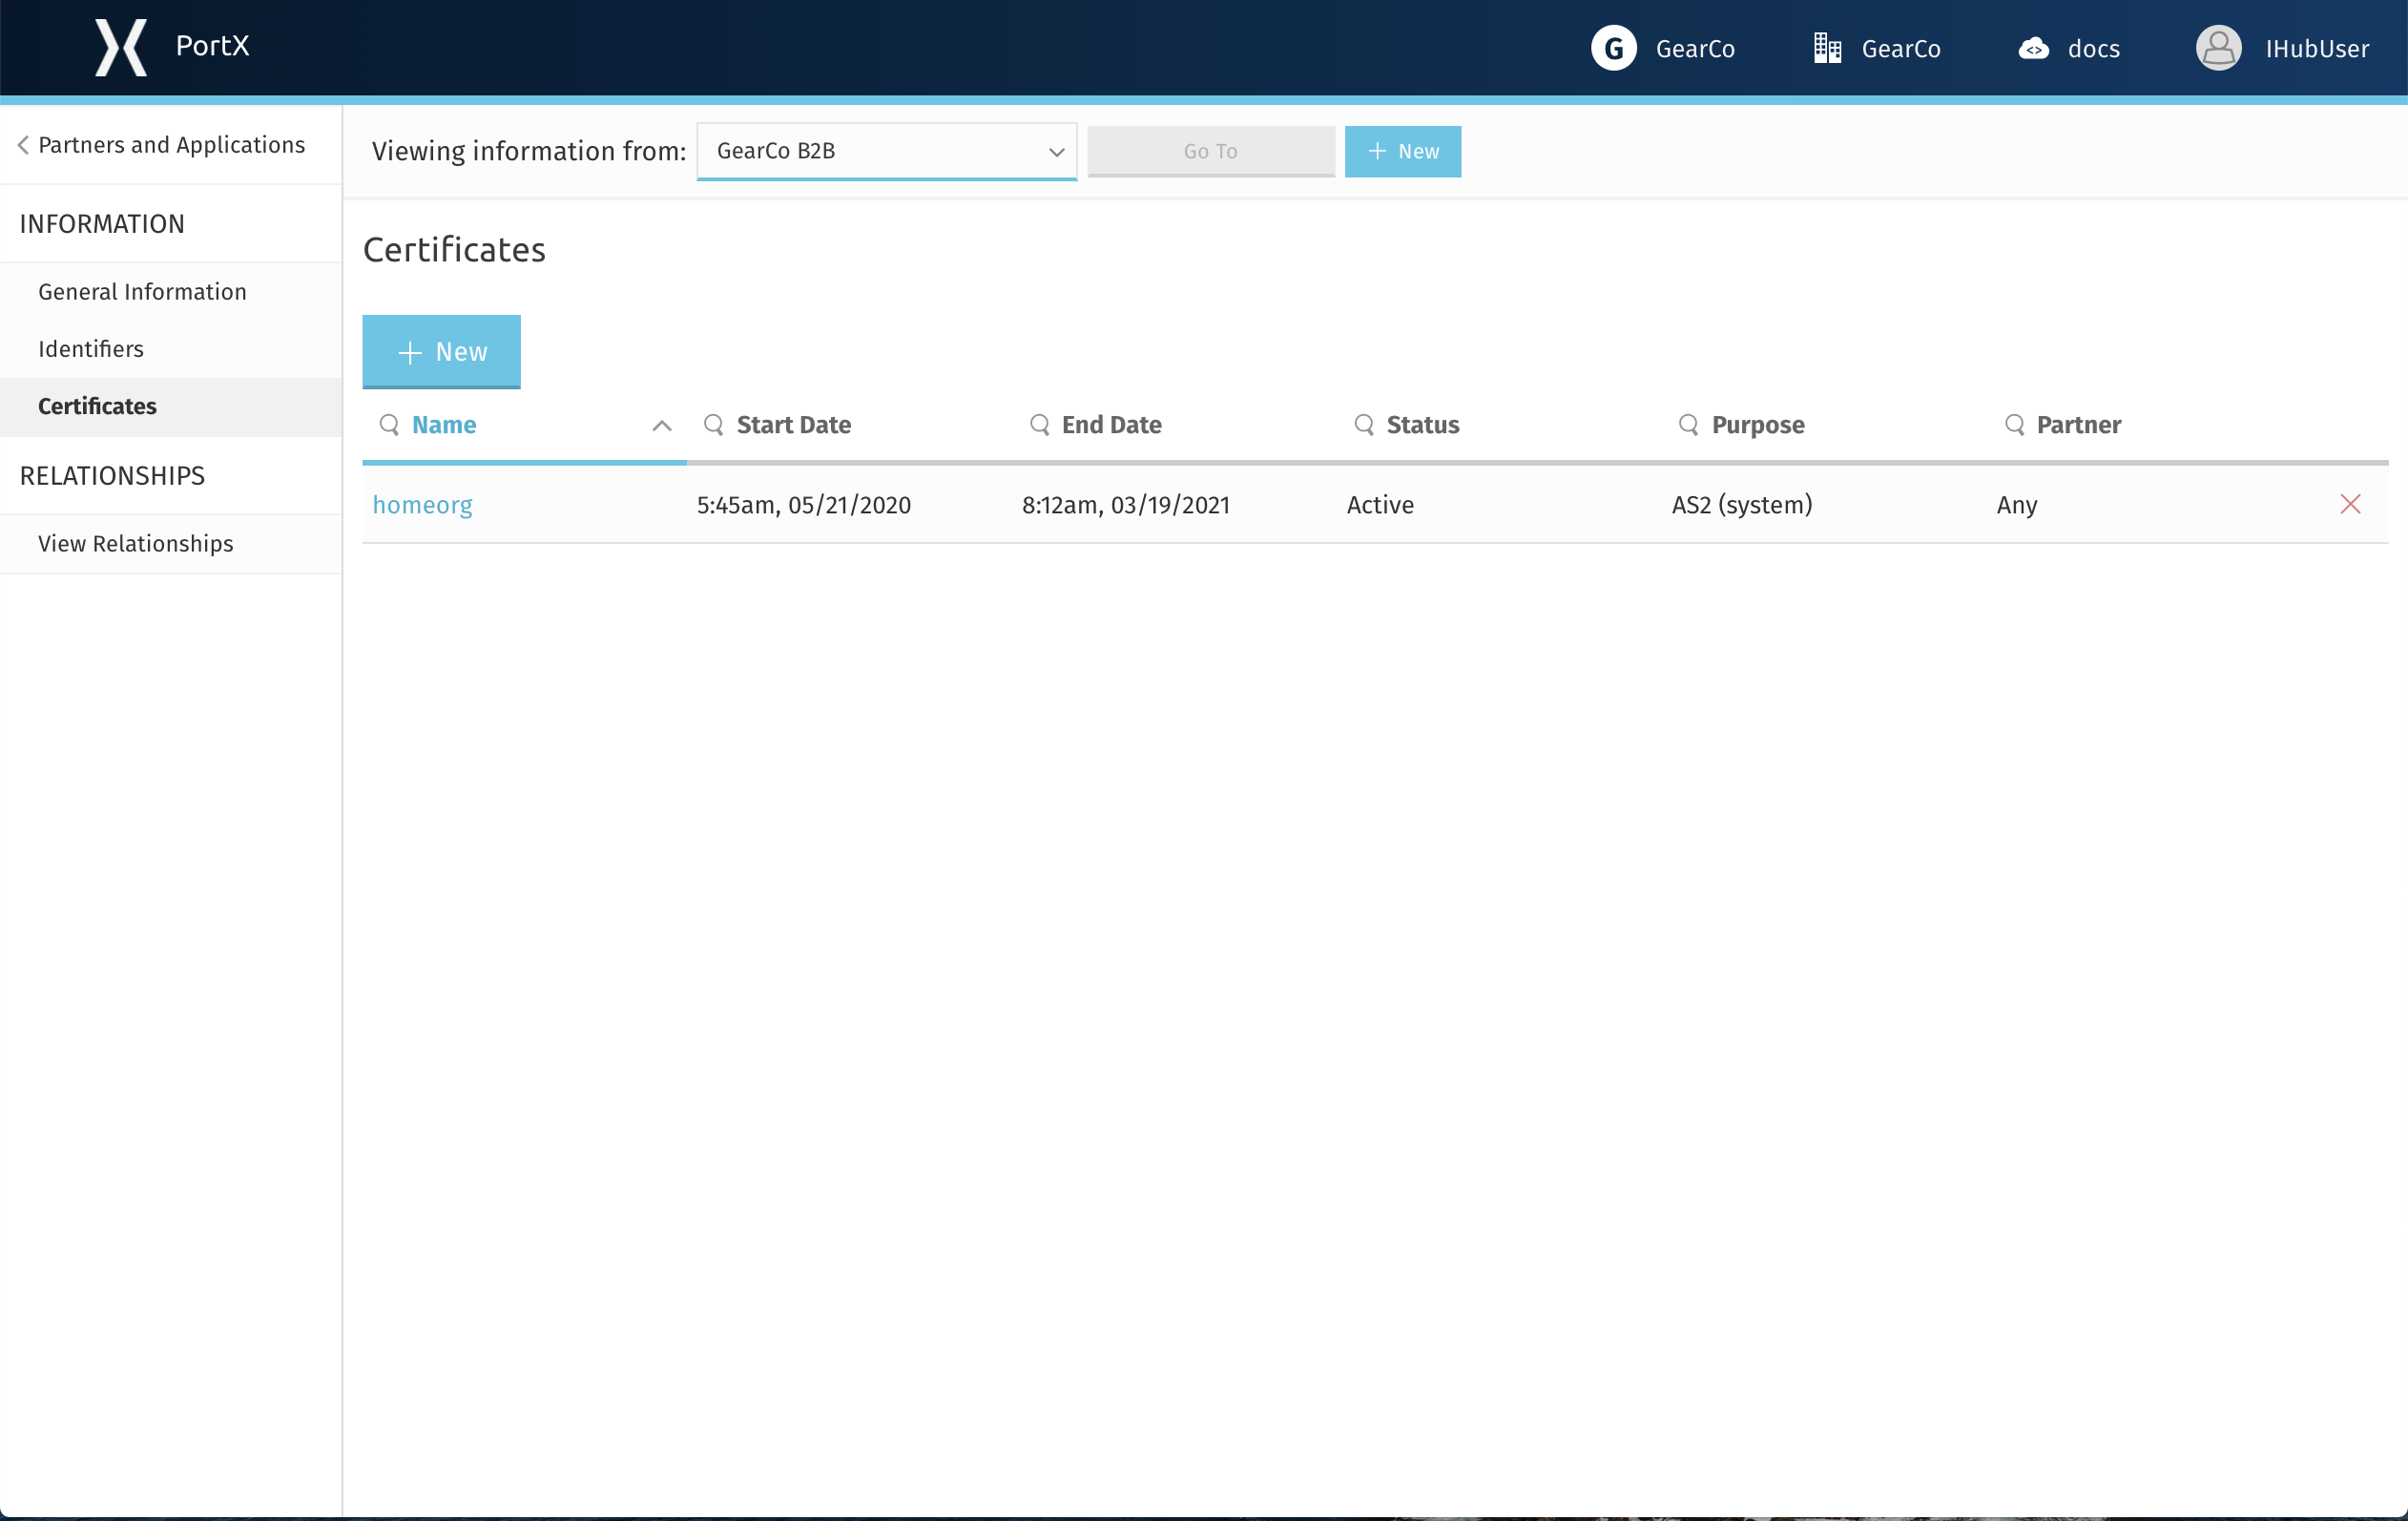 PortX
G GearCo
GearCo
docs
IHubUser
Partners and Applications
INFORMATION
General Information
Identifiers
Certificates
RELATIONSHIPS
View Relationships
Viewing information from: GearCo B2B Go To + New
Certificates
+ New
Name Start Date End Date Status Purpose Partner
homeorg 5:45am, 05/21/2020 8:12am, 03/19/2021 Active AS2 (system) Any